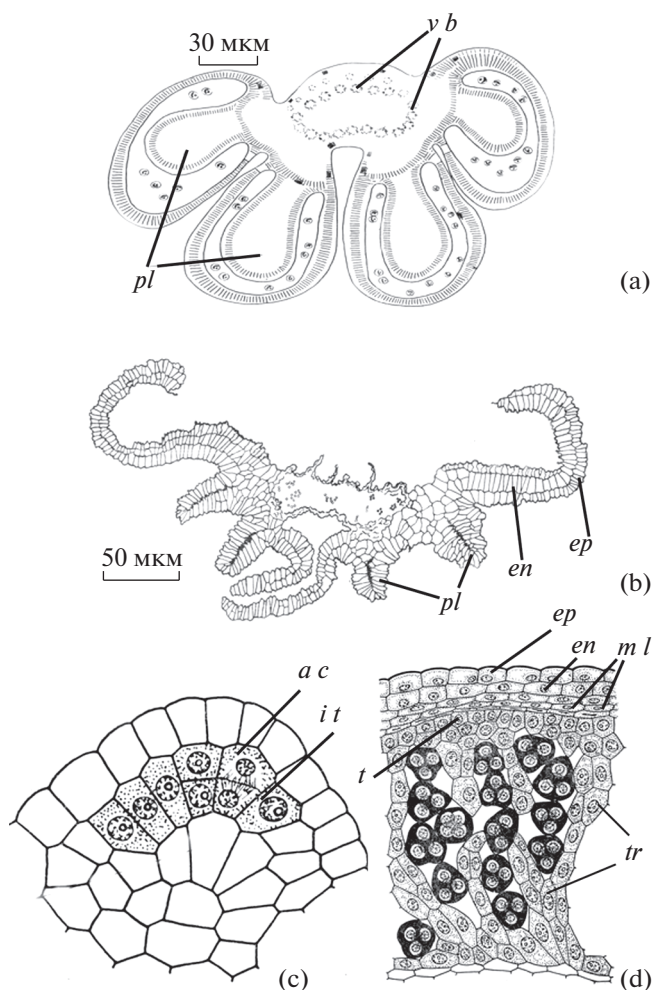 v b
30 мкм
pl
(a)
50 мкм
ep
en
pl
(b)
ep
en
m l
a c
i t
t
tr
(c)
(d)